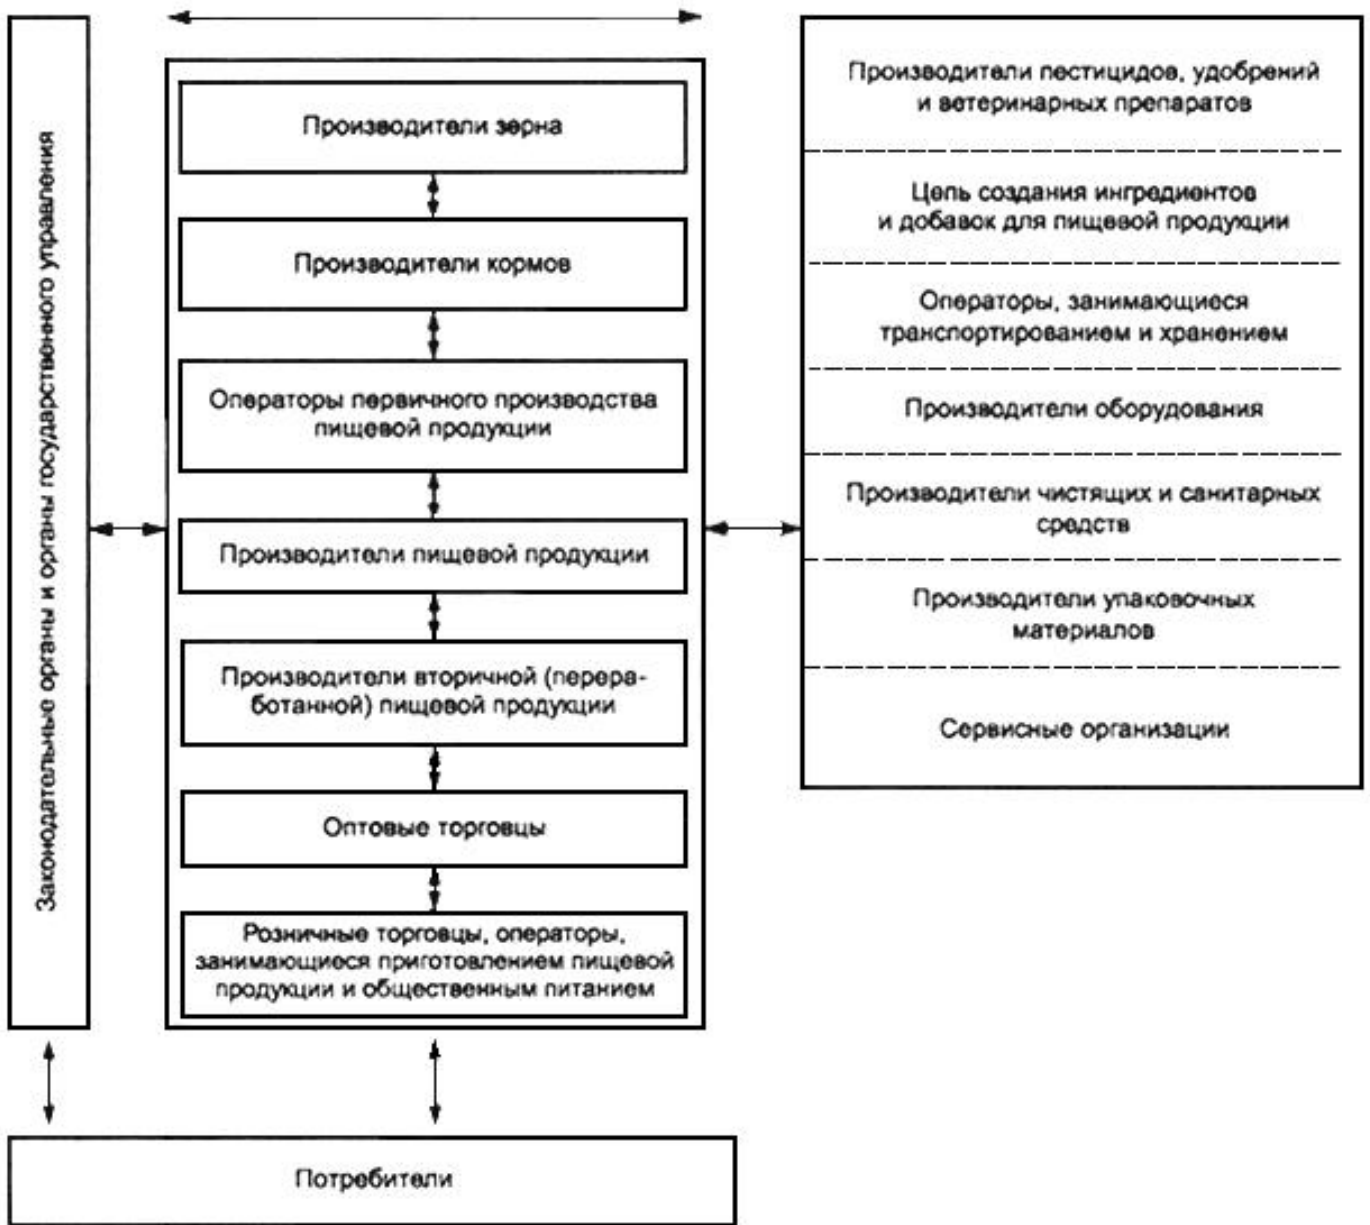 Законодательные органы и органы государственного управления
Производители зерна
Производители кормов
Операторы первичного производства
пищевой продукции
Производители пищевой продукции
Производители вторичной (перера-
ботанной) пищевой продукции
Оптовые торговцы
Розничные торговцы, операторы,
занимающиеся приготовлением пищевой
продукции и общественным питанием
Производители пестицидов, удобрений
и ветеринарных препаратов
Цепь создания ингредиентов
и добавок для пищевой продукции
Операторы, занимающиеся
транспортированием и хранением
Производители оборудования
Производители чистящих и санитарных
средств
Производители упаковочных
материалов
Сервисные организации
Потребители